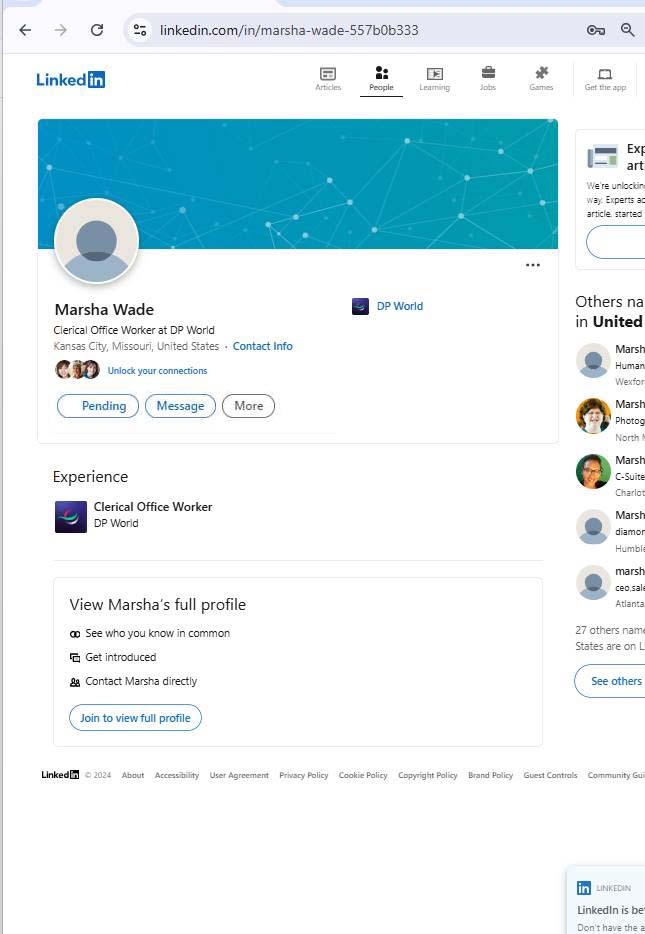 linkedin.com/in/marsha-wade-557b0b333
Linked in
Articles
People
Learning
Jobs
Games
Get the app
Marsha Wade
Clerical Office Worker at DP World
Kansas City, Missouri, United States · Contact Info
Unlock your connections
DP World
Pending
Message
More
Experience
Clerical Office Worker
DP World
View Marsha's full profile
See who you know in common
Get introduced
Contact Marsha directly
Join to view full profile
Exp
arti
We're unlocking
way. Experts ad
article, started
Others na
in United
Marsh
Human
Wexfor
Marsh
Photog
North M
Marsh
C-Suite
Charlot
Marsh
diamon
Humble
marsh
ceo,sale
Atlanta
27 others name
States are on L
See others
Linked in © 2024 About Accessibility User Agreement Privacy Policy Cookie Policy Copyright Policy Brand Policy Guest Controls Community Gui
in LINKEDIN
LinkedIn is be
Don't have the a